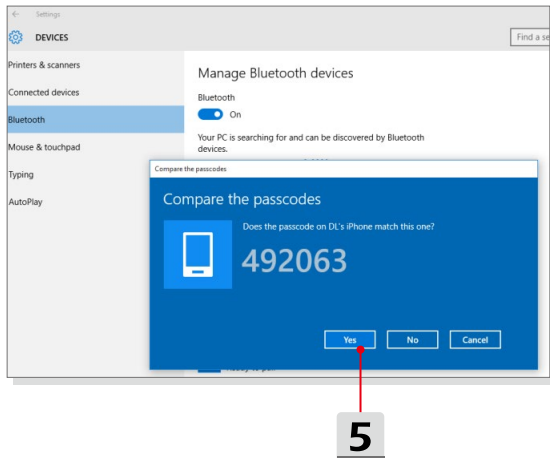 Settings
DEVICES
Find a se
Printers & scanners
Connected devices
Bluetooth
Mouse & touchpad
Typing
AutoPlay
Manage Bluetooth devices
Bluetooth
On
Your PC is searching for and can be discovered by Bluetooth
devices.
Compare the passcodes
Compare the passcodes
Does the passcode on DL's iPhone match this one?
492063
Yes
No
Cancel
5